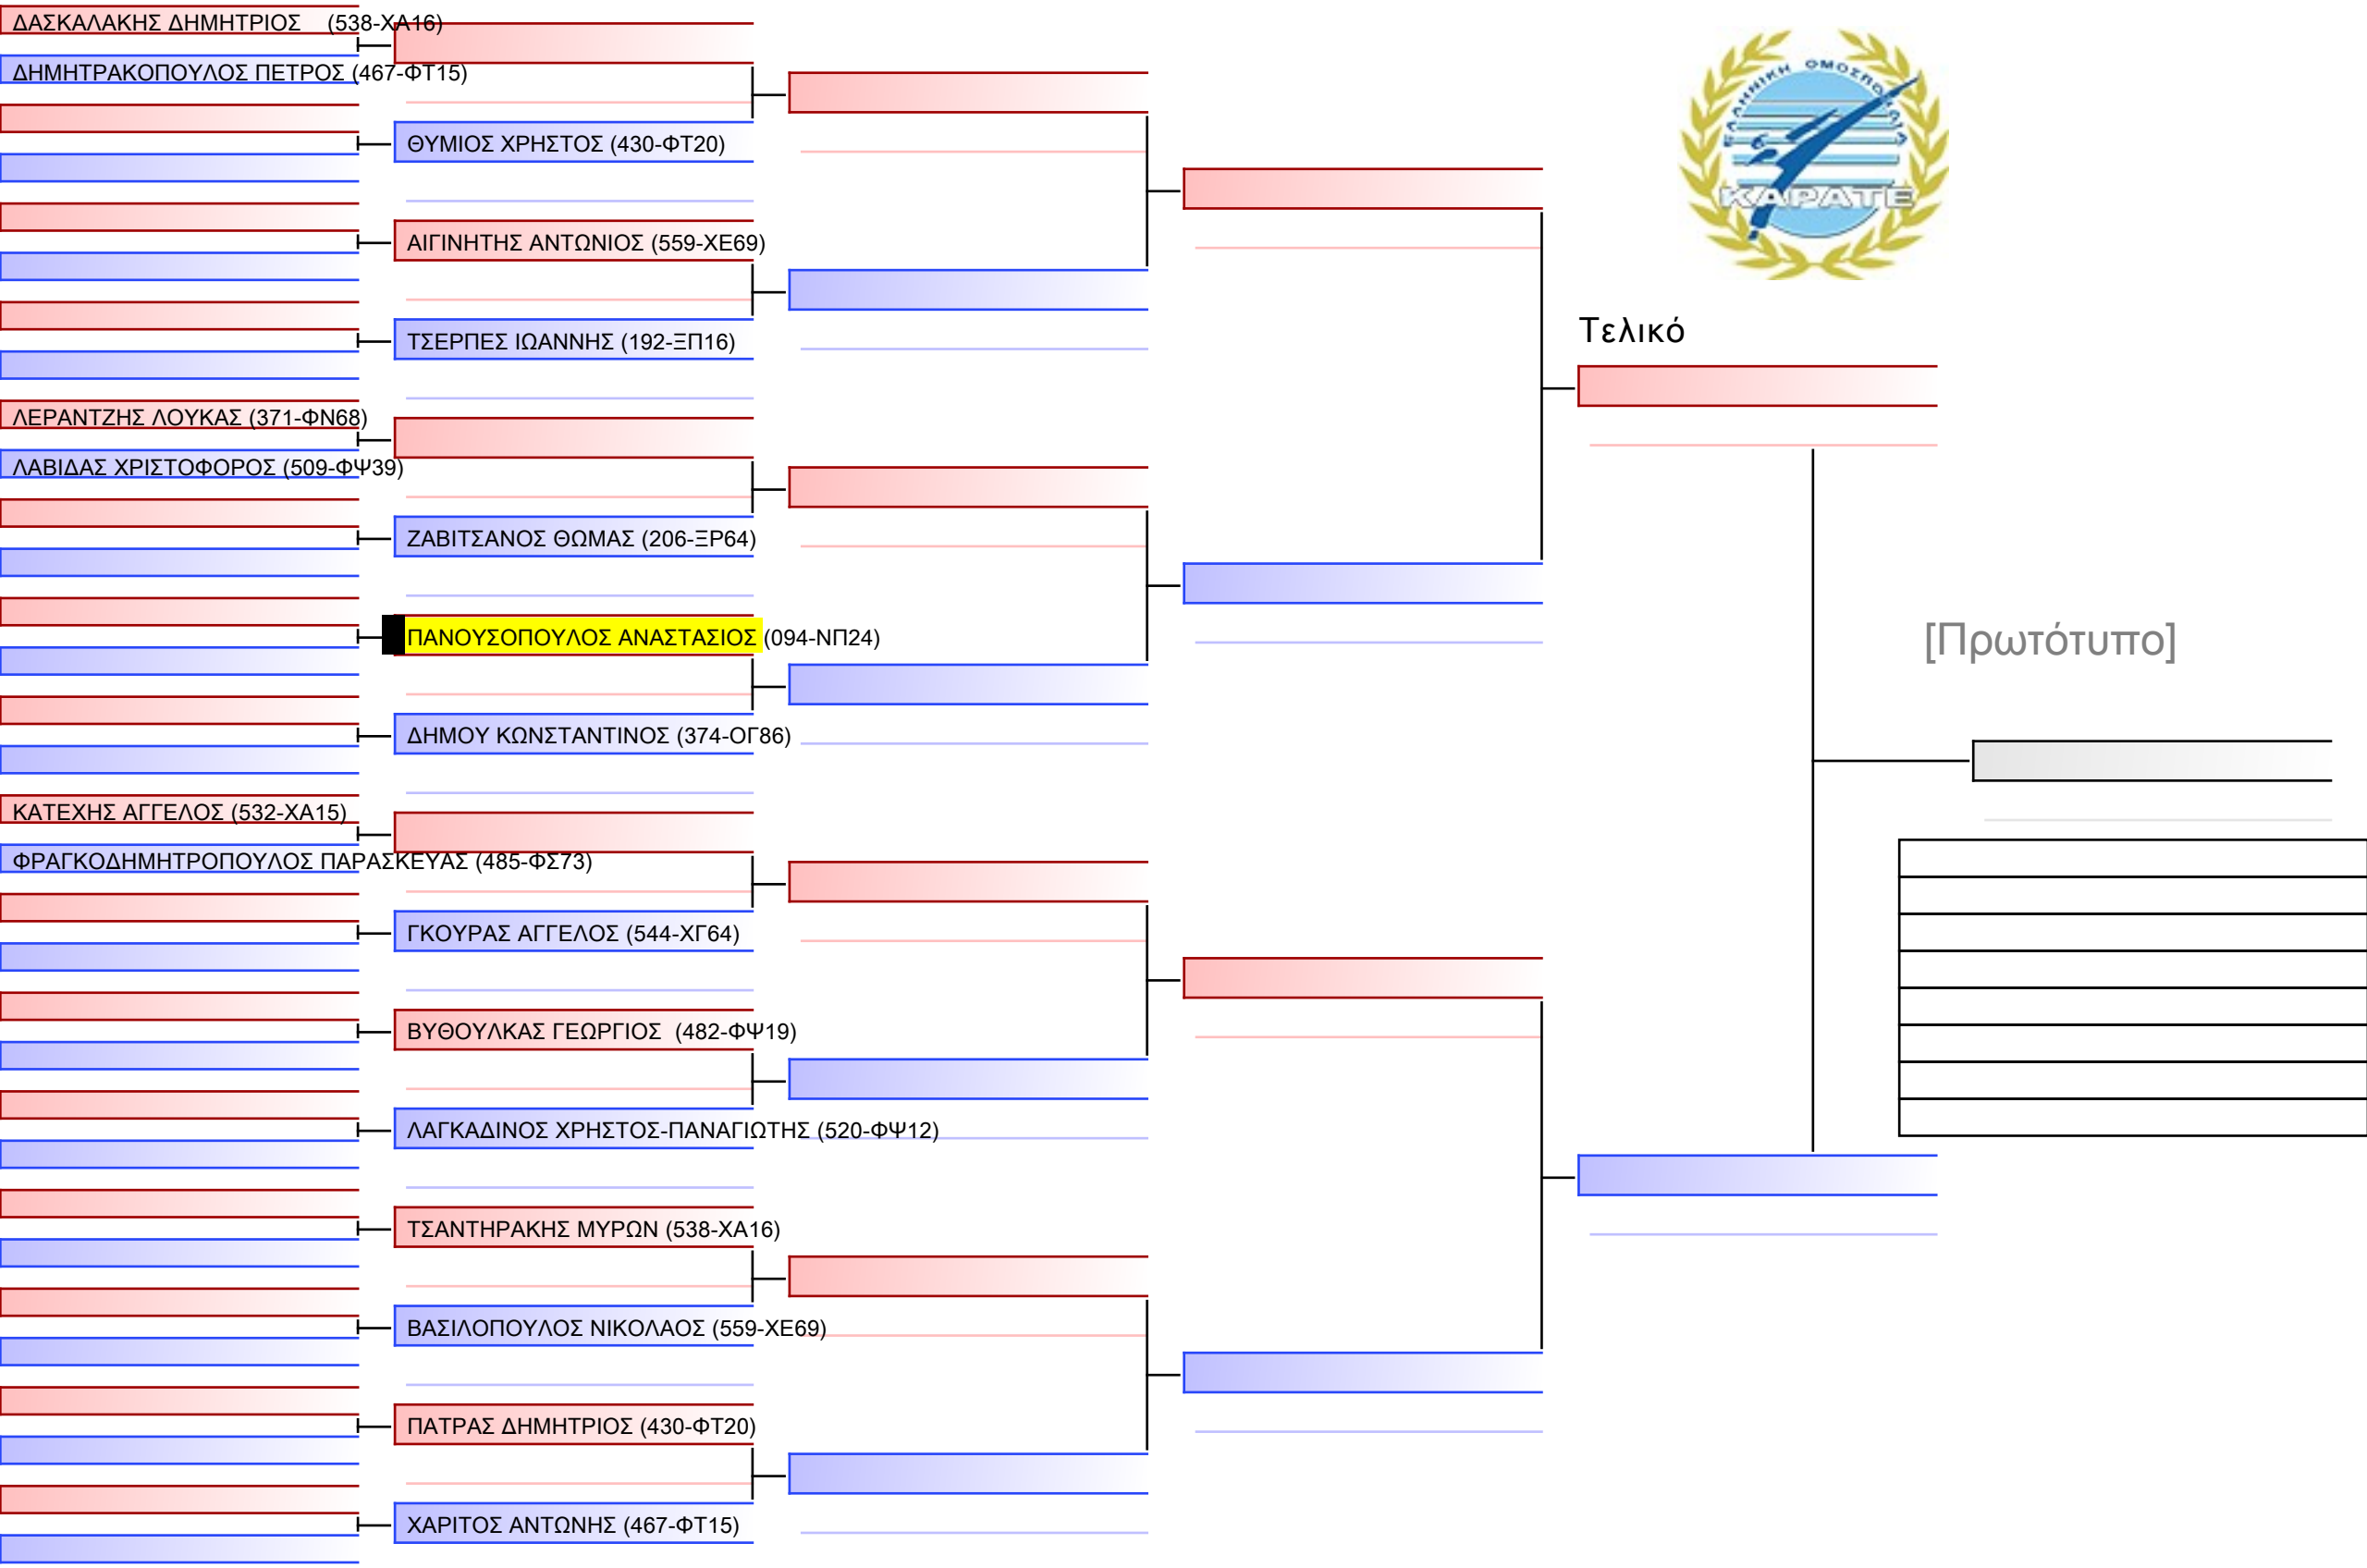 ΔΑΣΚΑΛΑΚΗΣ ΔΗΜΗΤΡΙΟΣ (538-ΧΑ16)
ΔΗΜΗΤΡΑΚΟΠΟΥΛΟΣ ΠΕΤΡΟΣ (467-ΦΤ15)
ΘΥΜΙΟΣ ΧΡΗΣΤΟΣ (430-ΦΤ20)
ΑΙΓΙΝΗΤΗΣ ΑΝΤΩΝΙΟΣ (559-ΧΕ69)
ΤΣΕΡΠΕΣ ΙΩΑΝΝΗΣ (192-ΞΠ16)
ΛΕΡΑΝΤΖΗΣ ΛΟΥΚΑΣ (371-ΦΝ68)
ΛΑΒΙΔΑΣ ΧΡΙΣΤΟΦΟΡΟΣ (509-ΦΨ39)
ΖΑΒΙΤΣΑΝΟΣ ΘΩΜΑΣ (206-ΞΡ64)
ΠΑΝΟΥΣΟΠΟΥΛΟΣ ΑΝΑΣΤΑΣΙΟΣ (094-ΝΠ24)
ΔΗΜΟΥ ΚΩΝΣΤΑΝΤΙΝΟΣ (374-ΟΓ86)
ΚΑΤΕΧΗΣ ΑΓΓΕΛΟΣ (532-ΧΑ15)
ΦΡΑΓΚΟΔΗΜΗΤΡΟΠΟΥΛΟΣ ΠΑΡΑΣΚΕΥΑΣ (485-ΦΣ73)
ΓΚΟΥΡΑΣ ΑΓΓΕΛΟΣ (544-ΧΓ64)
ΒΥΘΟΥΛΚΑΣ ΓΕΩΡΓΙΟΣ (482-ΦΨ19)
ΛΑΓΚΑΔΙΝΟΣ ΧΡΗΣΤΟΣ-ΠΑΝΑΓΙΩΤΗΣ (520-ΦΨ12)
ΤΣΑΝΤΗΡΑΚΗΣ ΜΥΡΩΝ (538-ΧΑ16)
ΒΑΣΙΛΟΠΟΥΛΟΣ ΝΙΚΟΛΑΟΣ (559-ΧΕ69)
ΠΑΤΡΑΣ ΔΗΜΗΤΡΙΟΣ (430-ΦΤ20)
ΧΑΡΙΤΟΣ ΑΝΤΩΝΗΣ (467-ΦΤ15)
ΕΛΛΗΝΙΚΗ ΟΜΟΣΠΟΝΔΙΑ
ΚΑΡΑΤΕ
Τελικό
[Πρωτότυπο]